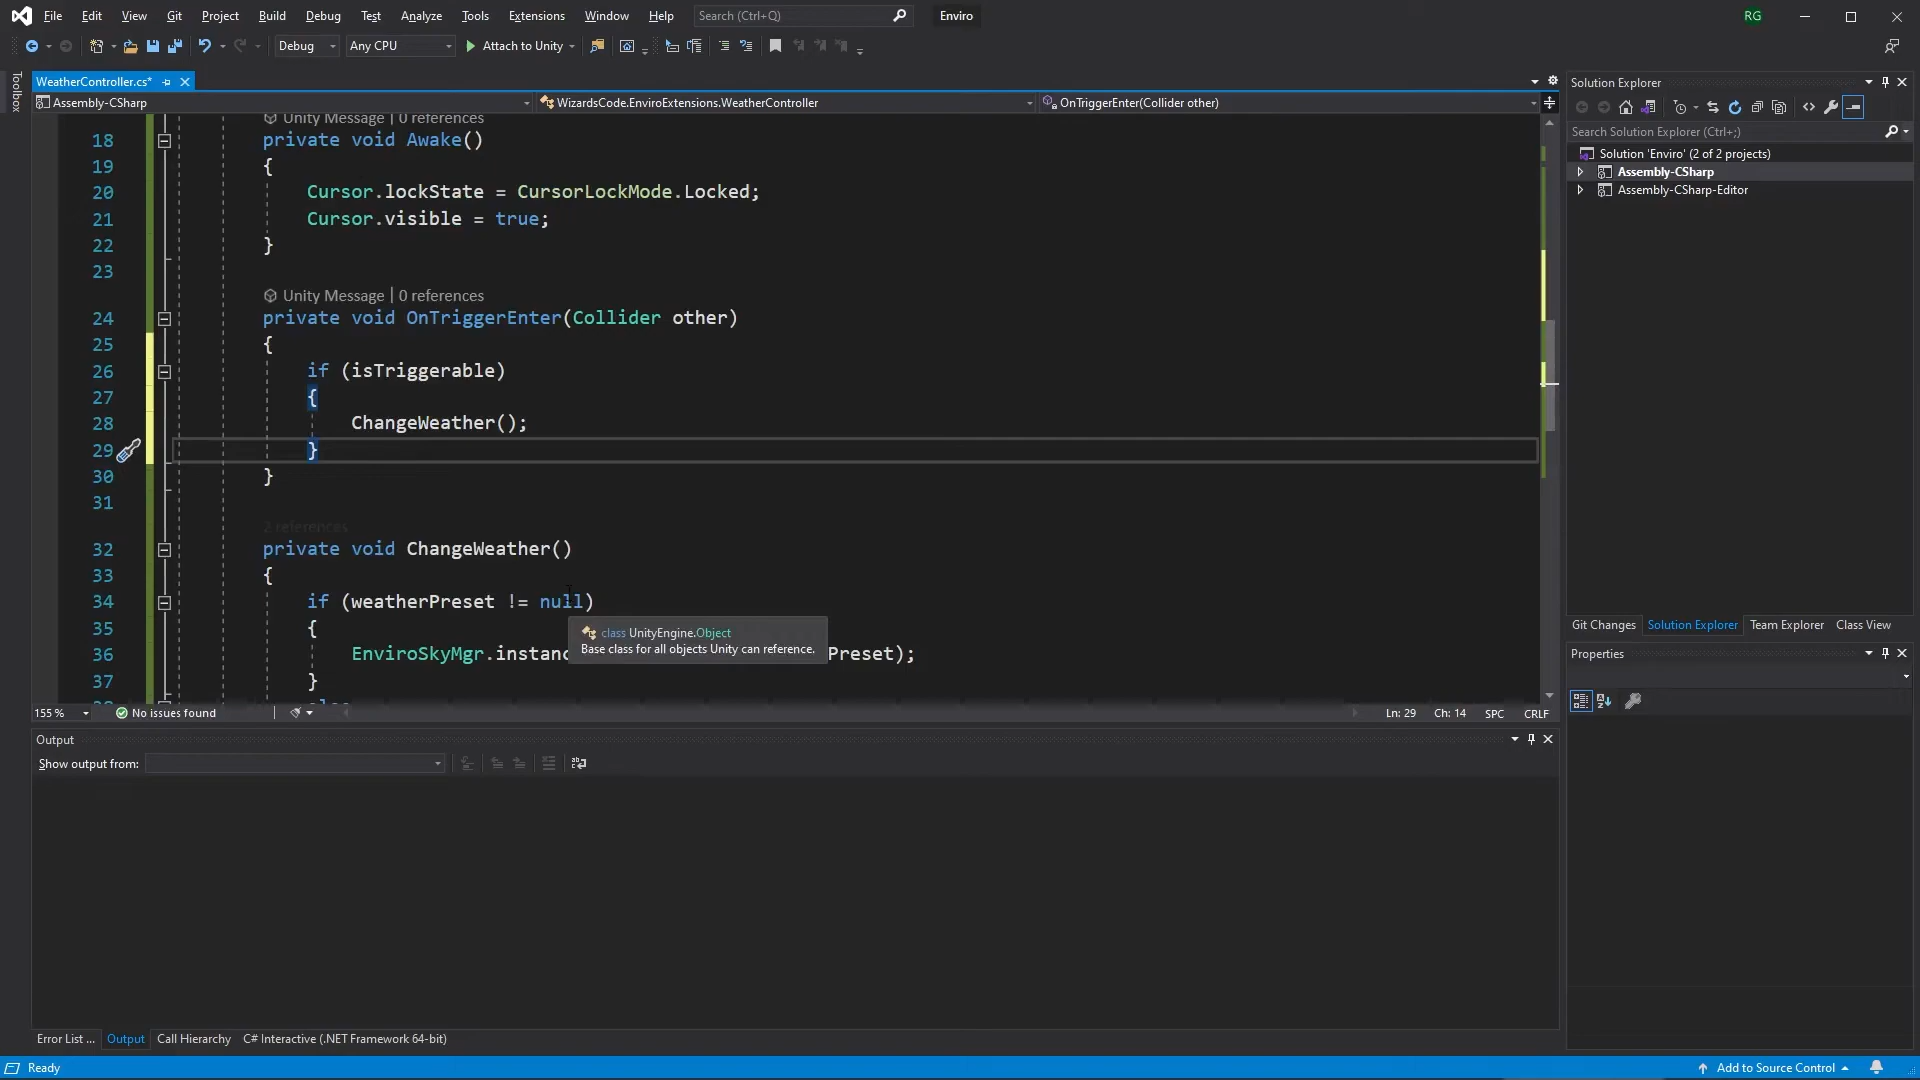 File Edit View Git Project Build Debug Test Analyze Tools Extensions Window Help Search (Ctrl+Q) Enviro RG
Debug Any CPU Attach to Unity
Toolbox
WeatherController.cs*
Assembly-CSharp WizardsCode.EnviroExtensions.WeatherController OnTriggerEnter(Collider other)
Unity Message | 0 references
18 private void Awake()
19 {
20 Cursor.lockState = CursorLockMode.Locked;
21 Cursor.visible = true;
22 }
23
Unity Message | 0 references
24 private void OnTriggerEnter(Collider other)
25 {
26 if (isTriggerable)
27 {
28 ChangeWeather();
29 }
30 }
31
2 references
32 private void ChangeWeather()
33 {
34 if (weatherPreset != null)
35 {
class UnityEngine.Object
Base class for all objects Unity can reference.
36 EnviroSkyMgr.instanc Preset);
37 }
else
155 % No issues found Ln: 29 Ch: 14 SPC CRLF
Output
Show output from:
Error List ... Output Call Hierarchy C# Interactive (.NET Framework 64-bit)
Solution Explorer
Search Solution Explorer (Ctrl+;)
Solution 'Enviro' (2 of 2 projects)
Assembly-CSharp
Assembly-CSharp-Editor
Git Changes Solution Explorer Team Explorer Class View
Properties
Ready Add to Source Control